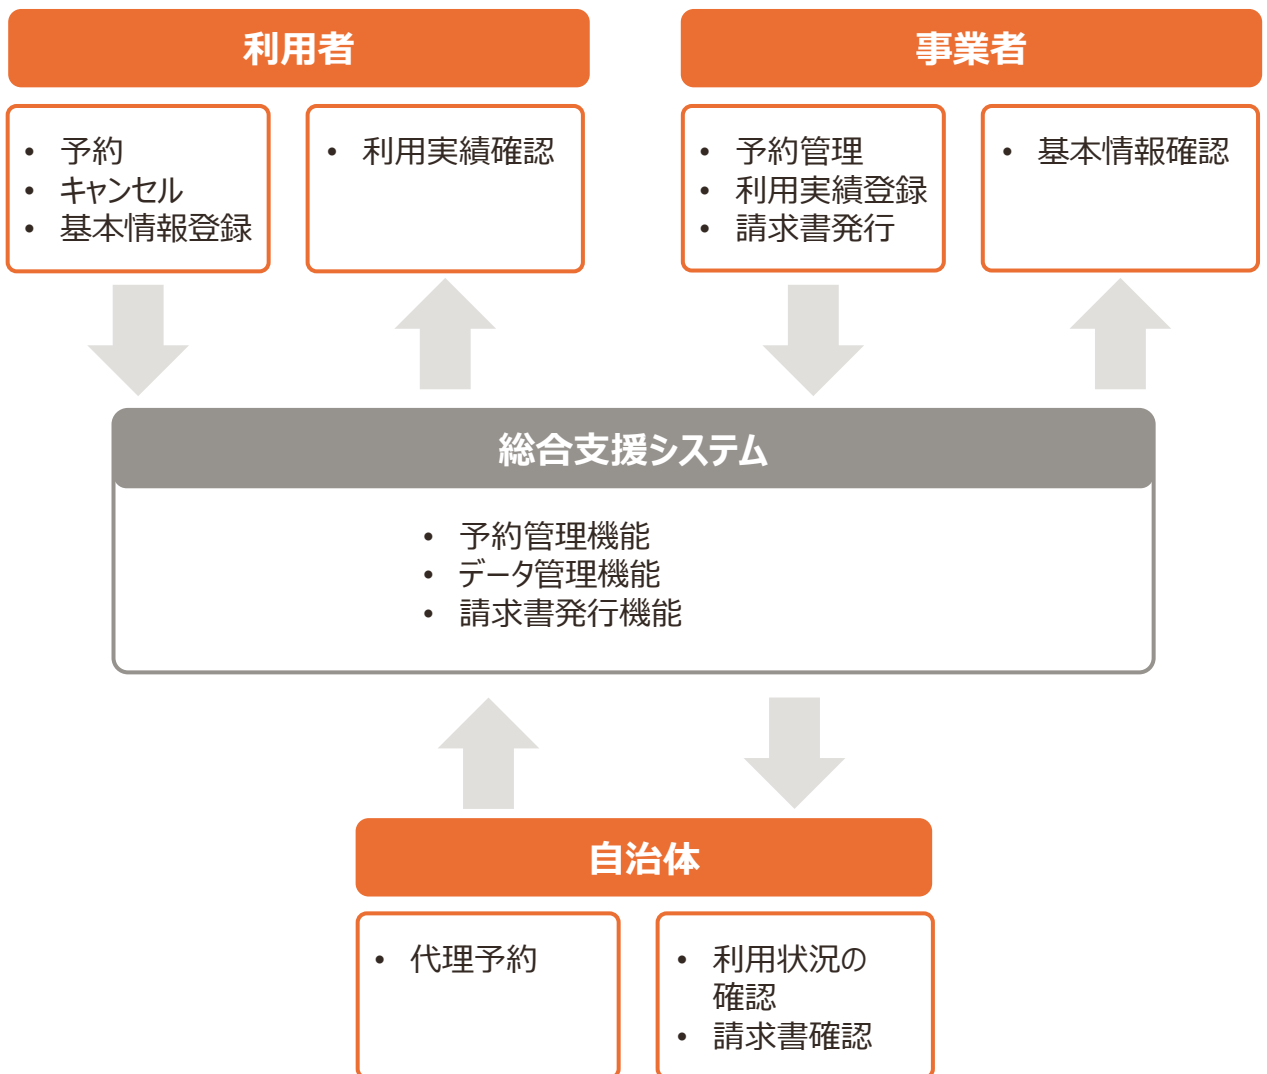 利用者
• 予約
• キャンセル
• 基本情報登録
• 利用実績確認
事業者
• 予約管理
• 利用実績登録
• 請求書発行
• 基本情報確認
総合支援システム
• 予約管理機能
• データ管理機能
• 請求書発行機能
自治体
• 代理予約
• 利用状況の
確認
• 請求書確認